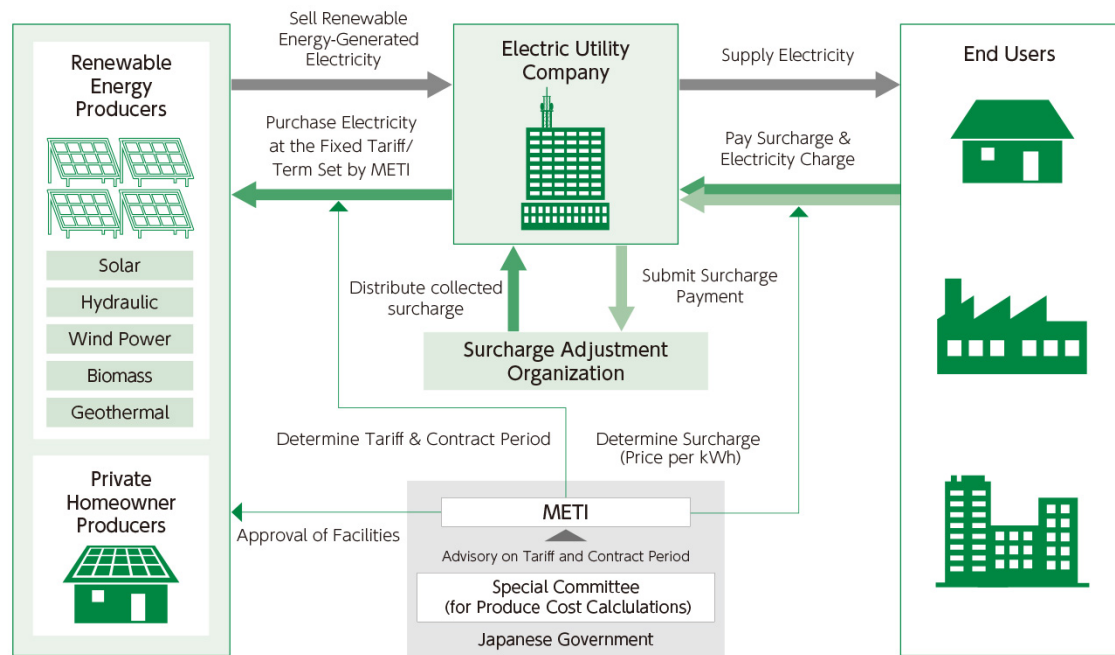 Renewable
Energy
Producers
Solar
Hydraulic
Wind Power
Biomass
Geothermal
Private
Homeowner
Producers
Sell Renewable
Energy-Generated
Electricity
Purchase Electricity
at the Fixed Tariff/
Term Set by METI
Electric Utility
Company
Supply Electricity
Pay Surcharge &
Electricity Charge
End Users
Distribute collected
surcharge
Submit Surcharge
Payment
Surcharge Adjustment
Organization
Determine Tariff & Contract Period
Determine Surcharge
(Price per kWh)
Approval of Facilities
METI
Advisory on Tariff and Contract Period
Special Committee
(for Produce Cost Calclulations)
Japanese Government